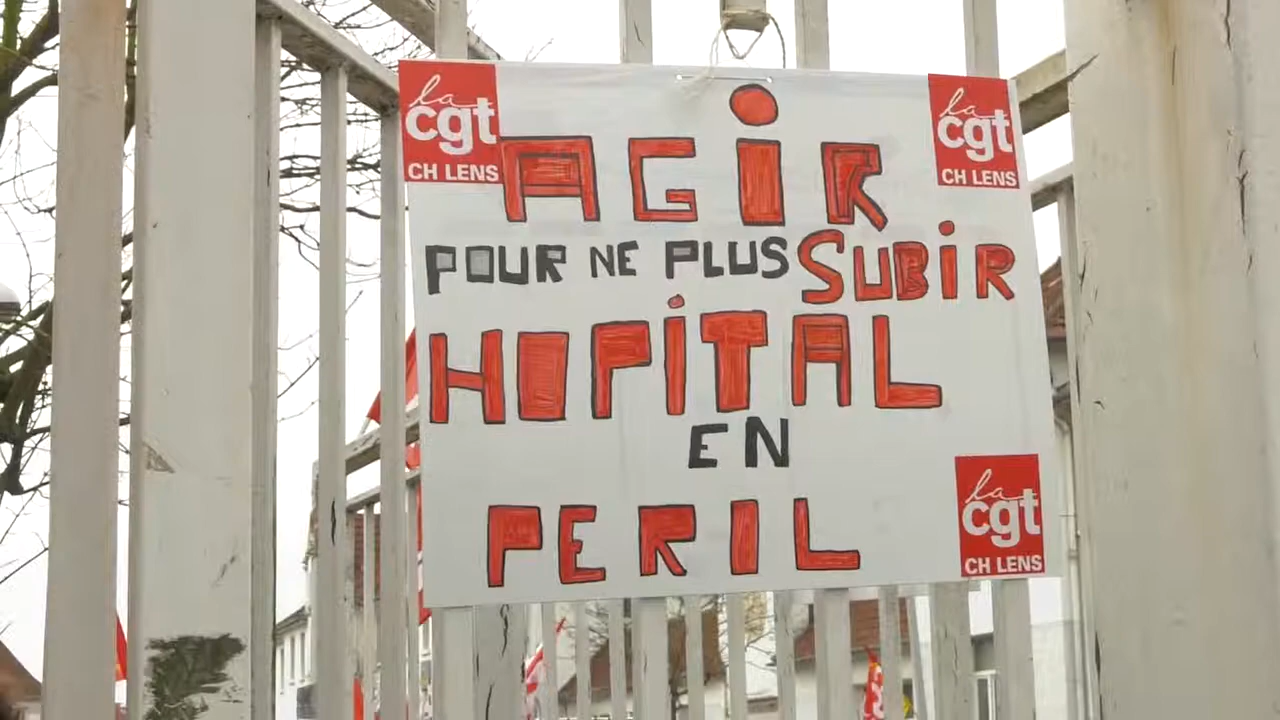 la
cgt
CH LENS
la
cgt
CH LENS
AGiR
POUR NE PLUS SUBiR
HOPiTAL
EN
PERIL
la
cgt
CH LENS